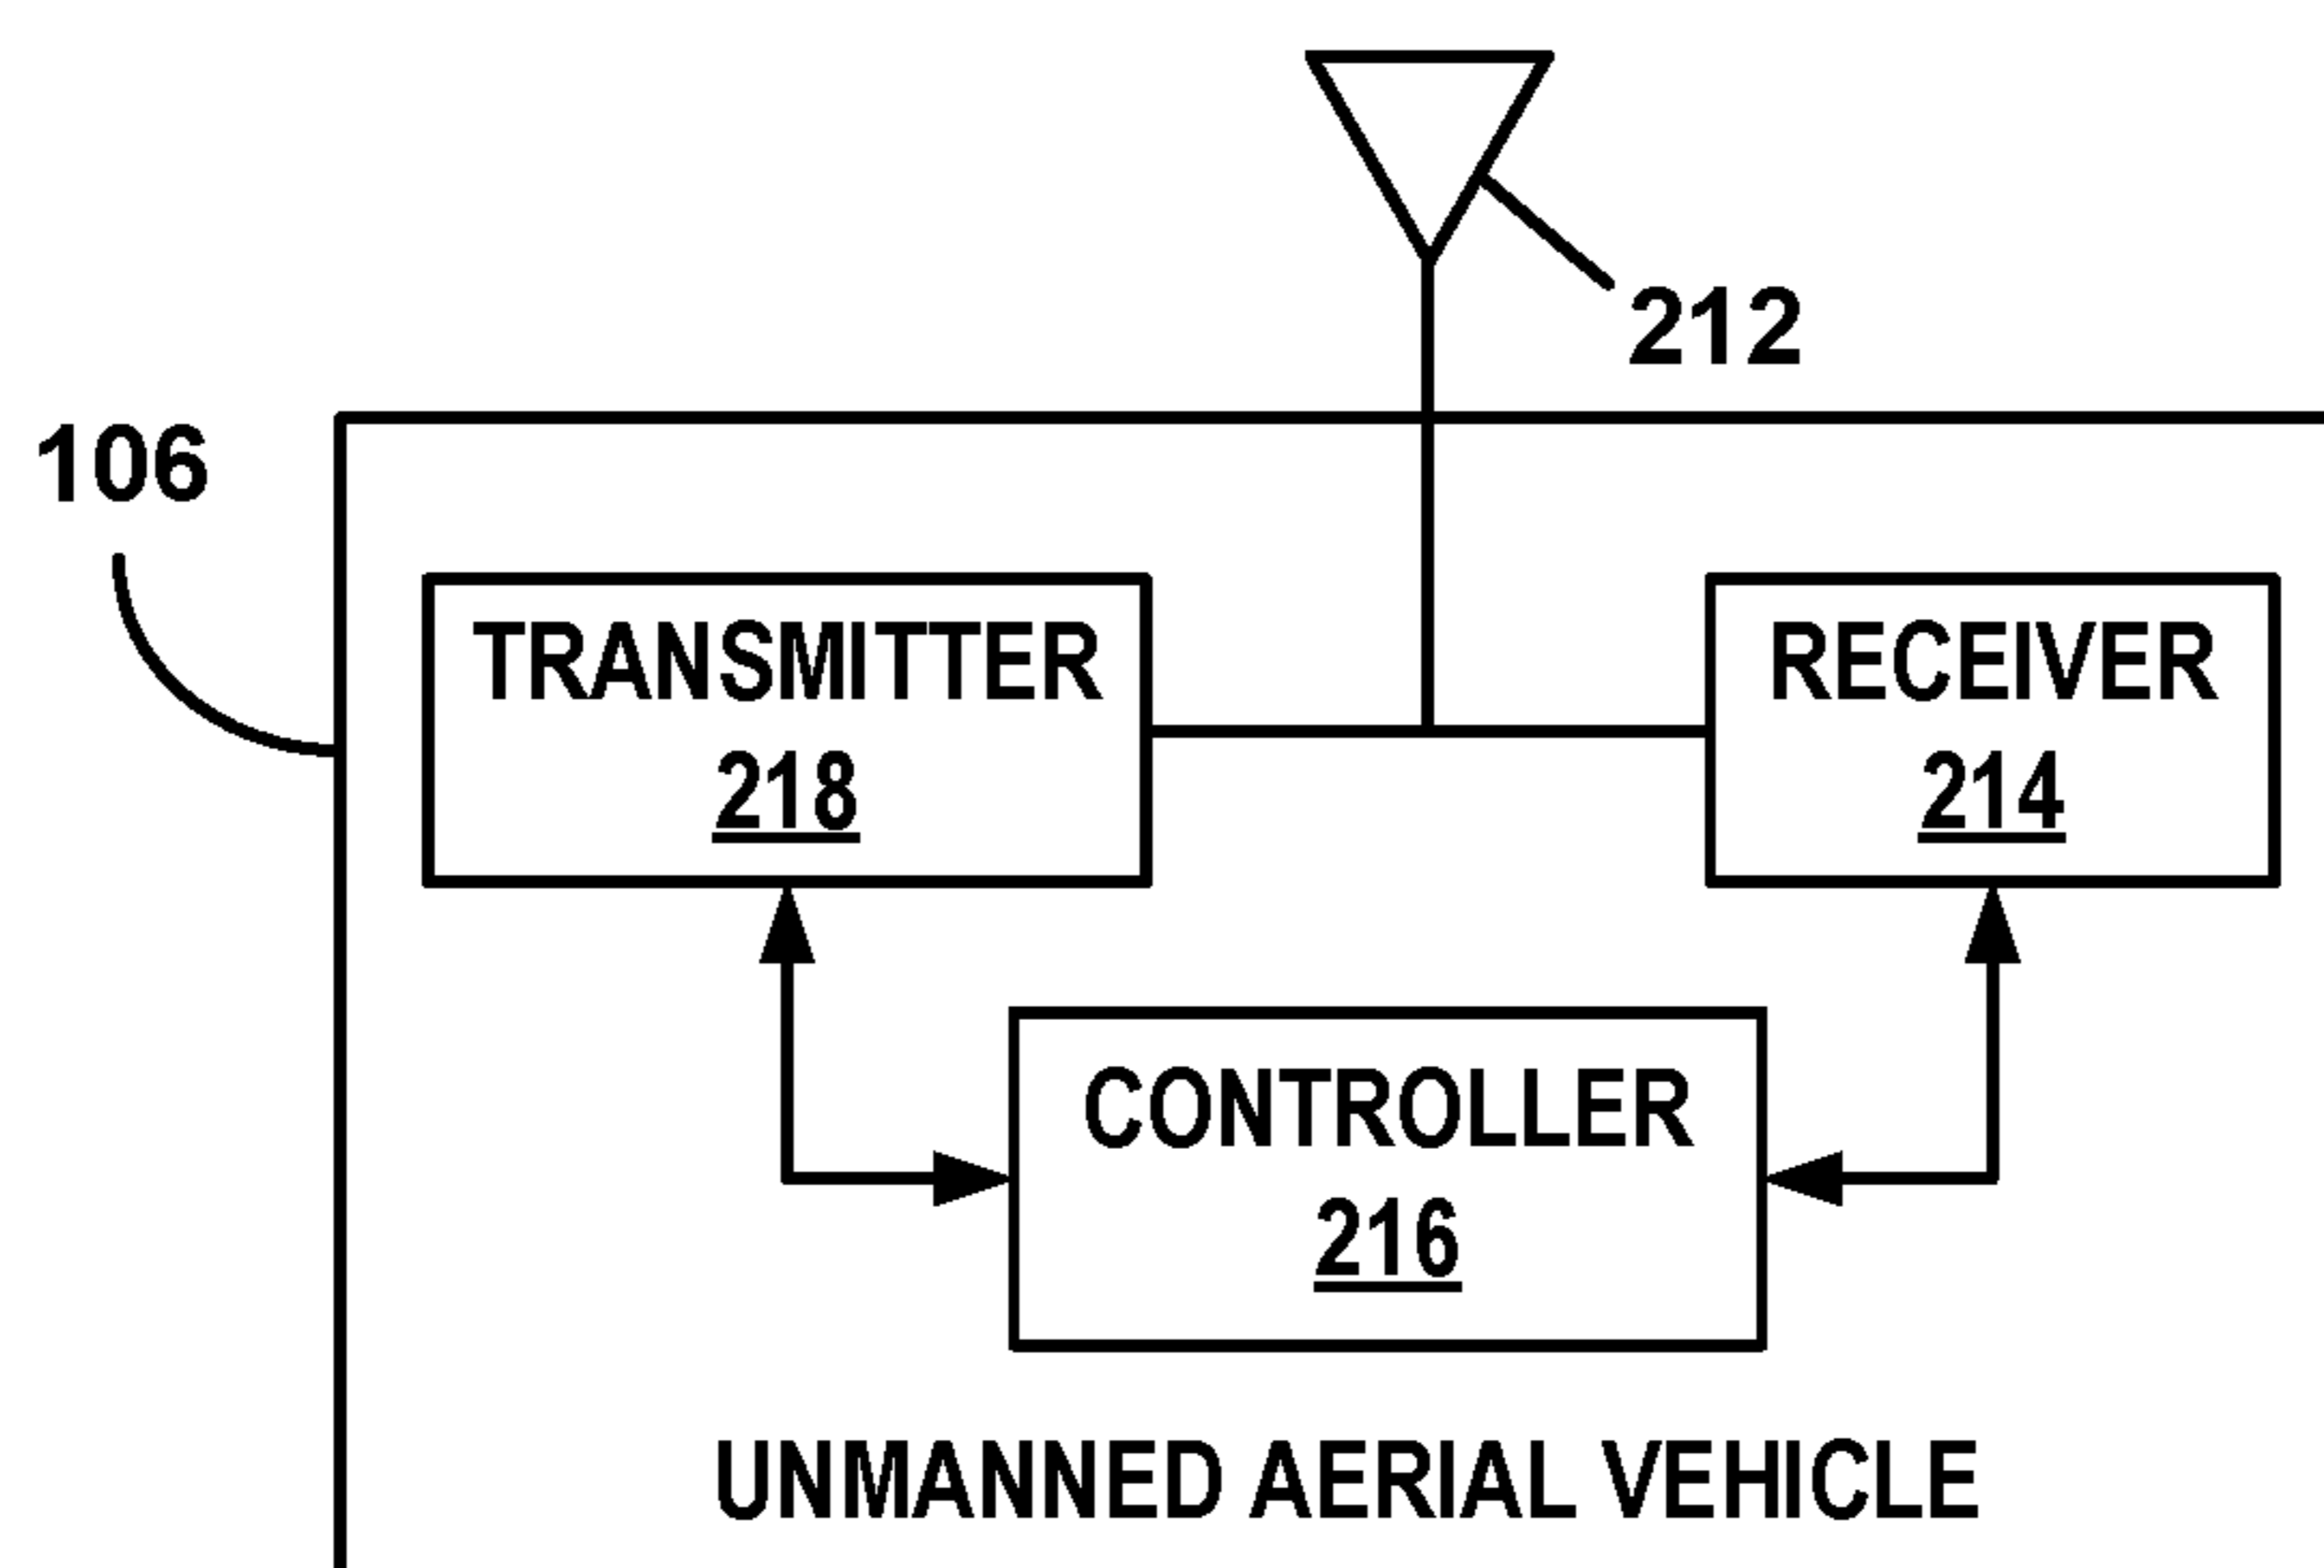 212
106
TRANSMITTER
218
RECEIVER
214
CONTROLLER
216
UNMANNED AERIAL VEHICLE